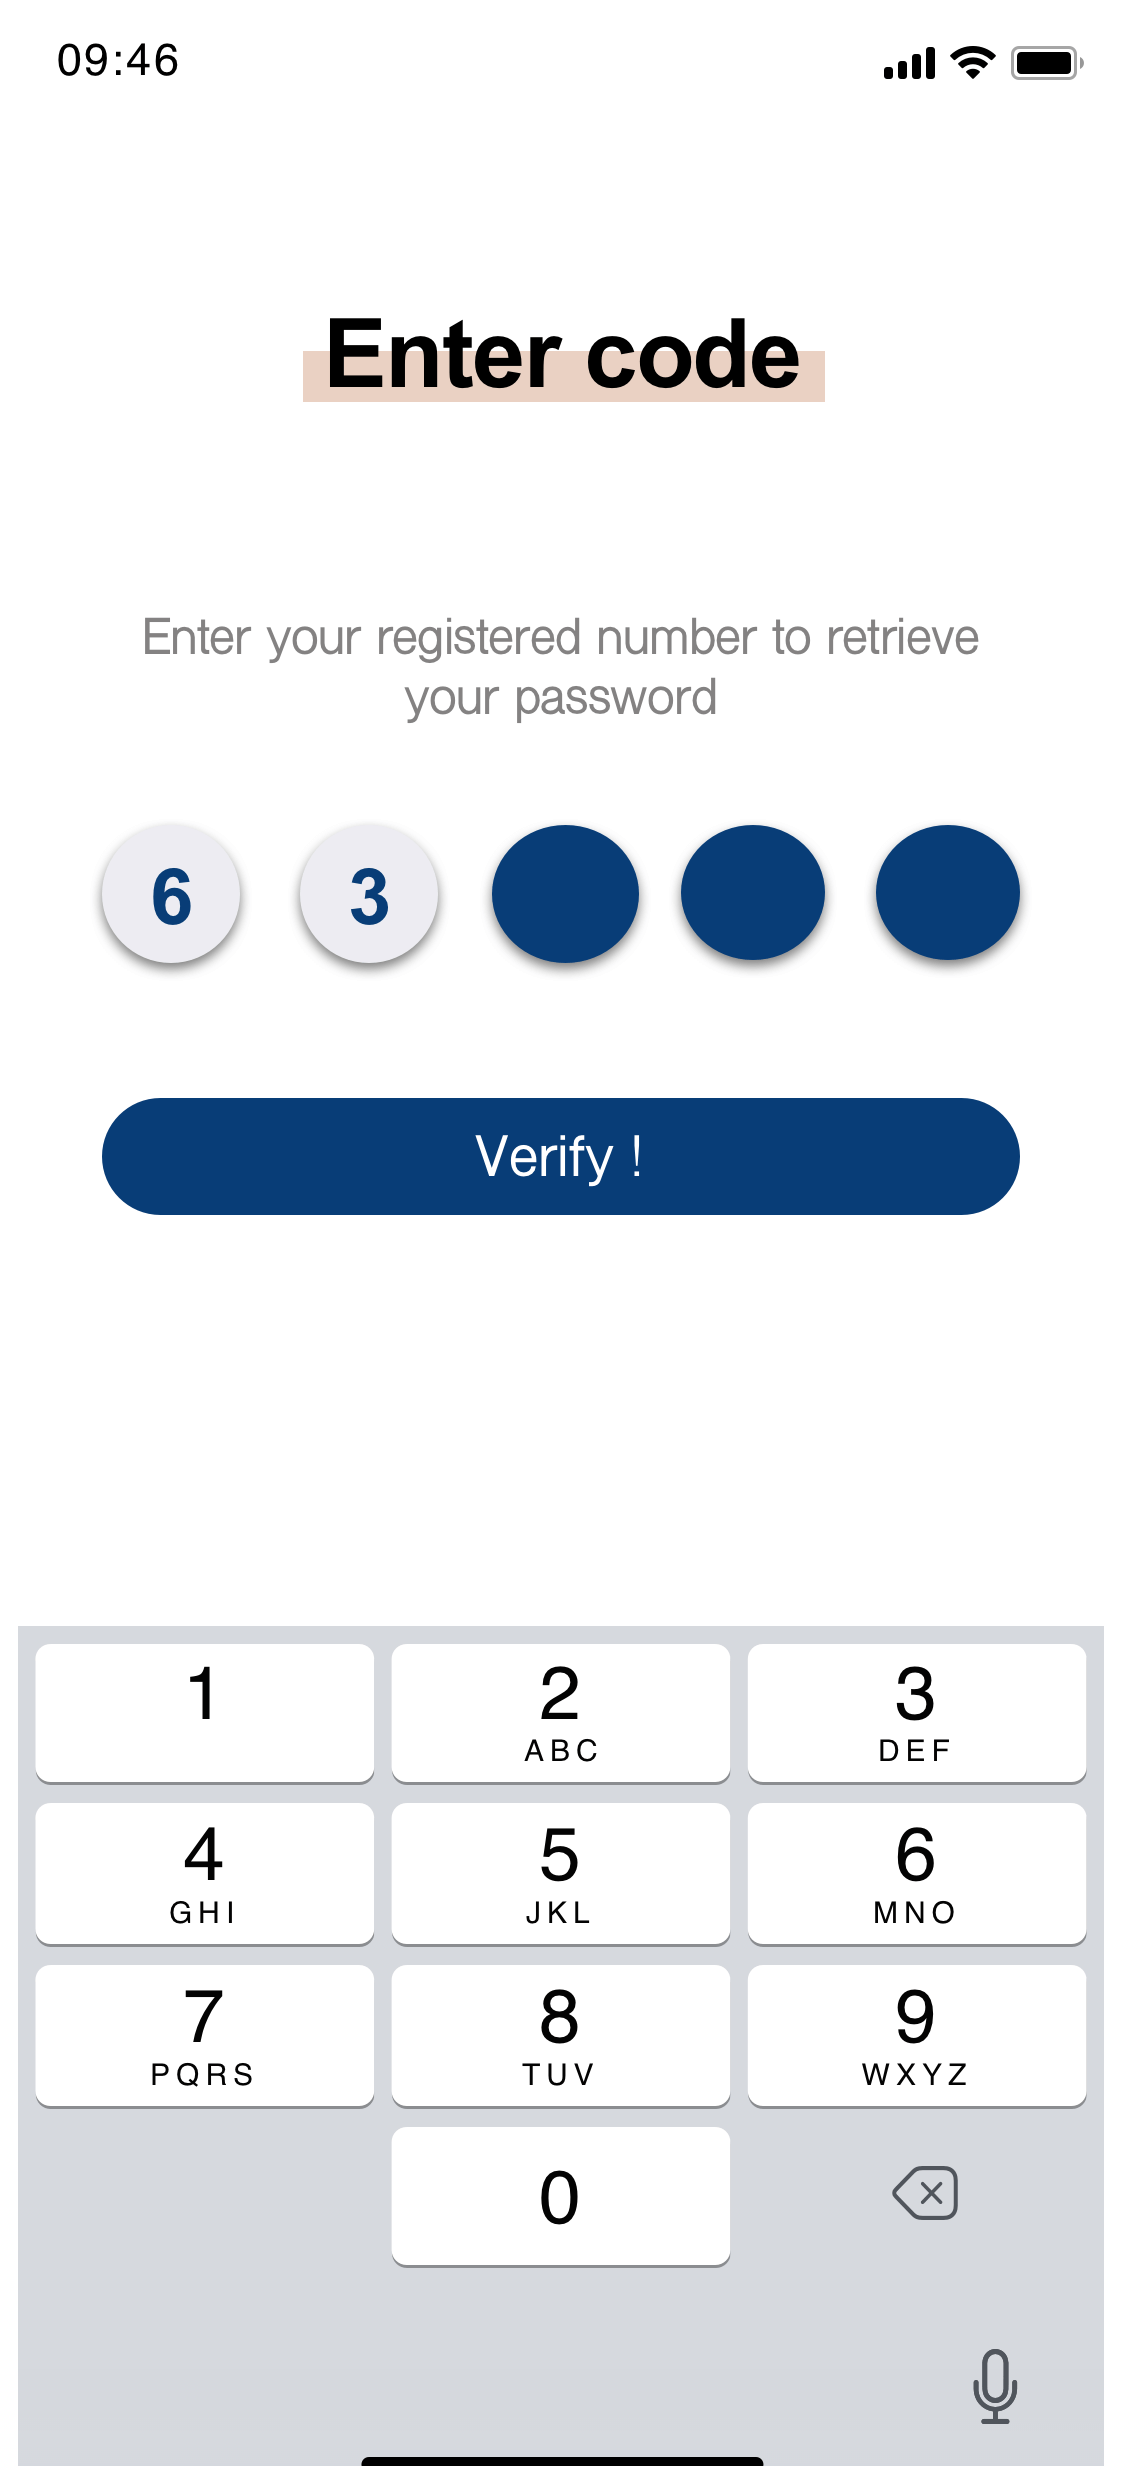 09:46
Enter code
Enter your registered number to retrieve
your password
6 3
Verify !
1 2 3
ABC DEF
4 5 6
GHI JKL MNO
7 8 9
PQRS TUV WXYZ
0